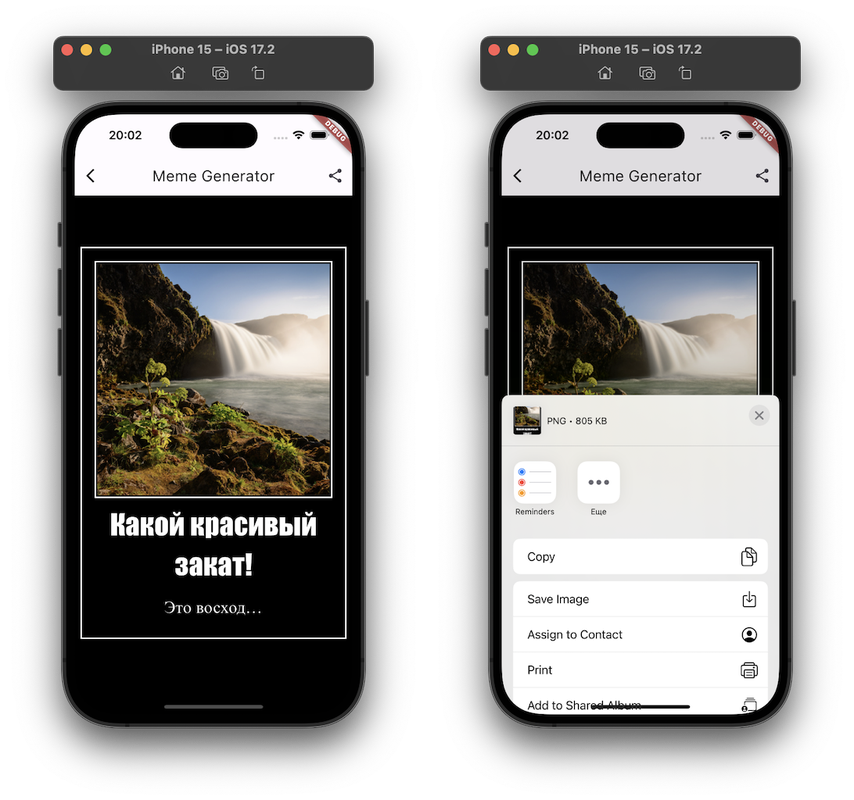 iPhone 15 – iOS 17.2
20:02
DEBUG
Meme Generator
Какой красивый
закат!
Это восход...
iPhone 15 – iOS 17.2
20:02
DEBUG
Meme Generator
PNG • 805 KB
Reminders
Еще
Copy
Save Image
Assign to Contact
Print
Add to Shared Album